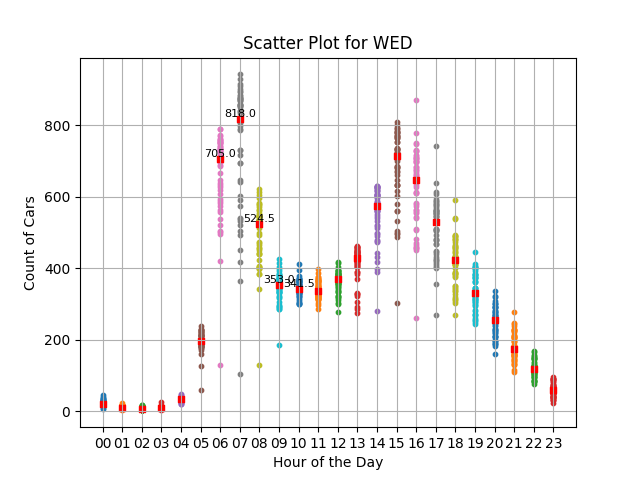 Scatter Plot for WED
Count of Cars
800
600
400
200
0
818.0
705.0
524.5
353.0
341.5
00 01 02 03 04 05 06 07 08 09 10 11 12 13 14 15 16 17 18 19 20 21 22 23
Hour of the Day